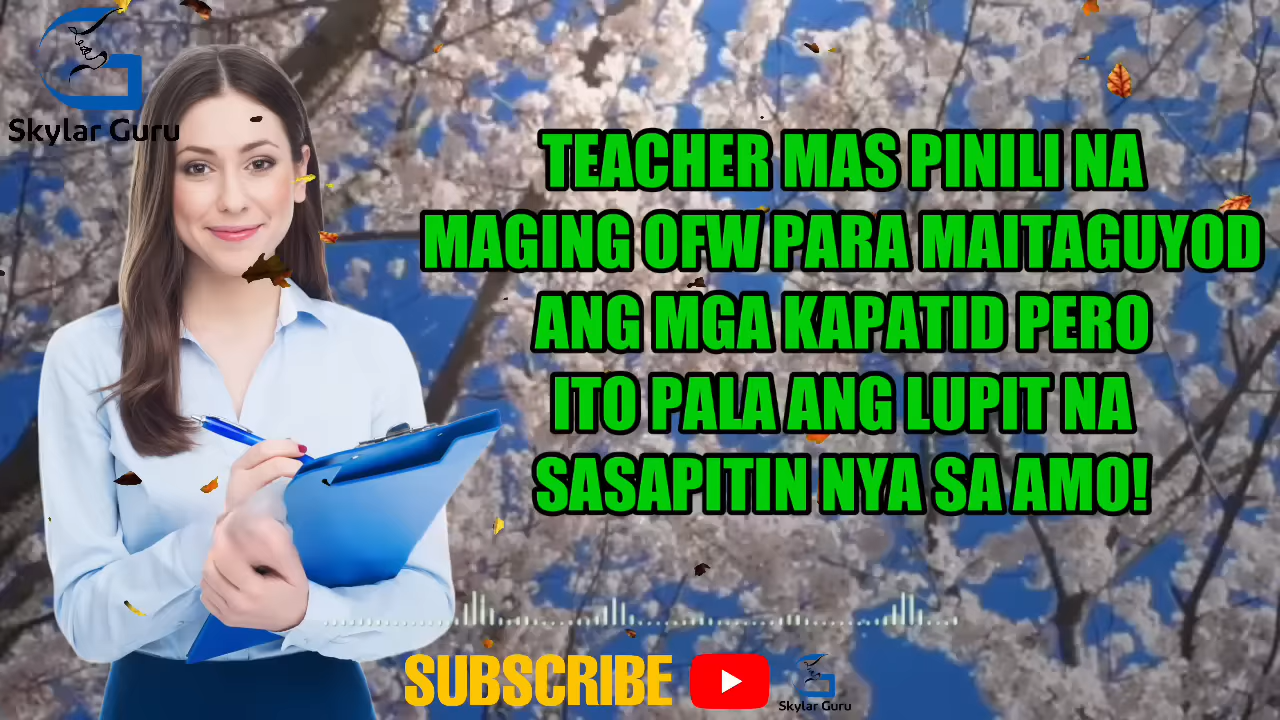 Skylar Guru
TEACHER MAS PINILI NA
MAGING OFW PARA MAITAGUYOD
ANG MGA KAPATID PERO
ITO PALA ANG LUPIT NA
SASAPITIN NYA SA AMO!
SUBSCRIBE
Skylar Guru